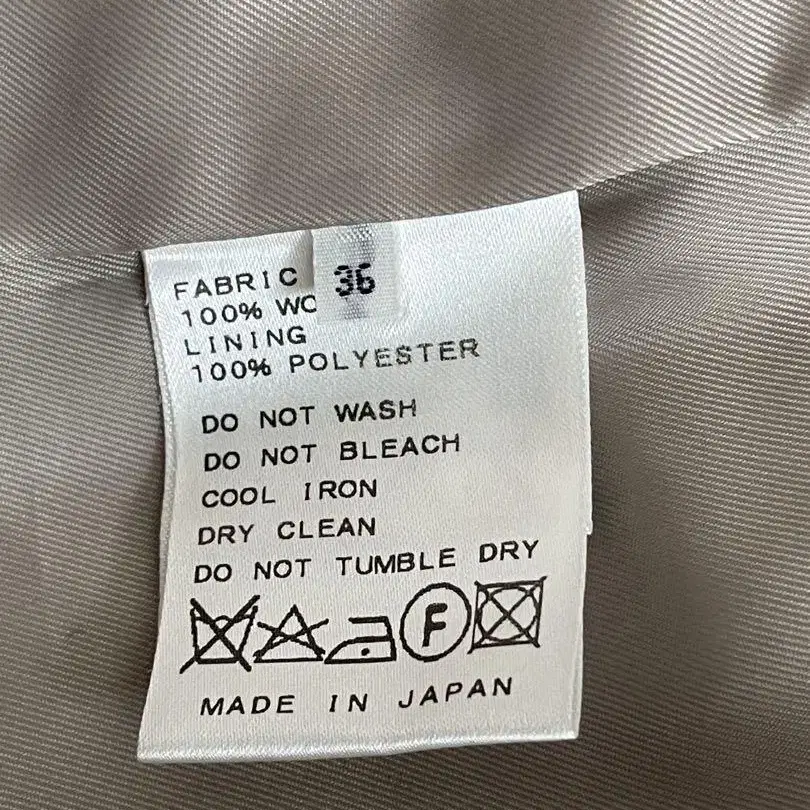 FABRIC
36
100%
LINING
100% POLYESTER
DO NOT WASH
DO NOT BLEACH
COOL IRON
DRY CLEAN
DO NOT TUMBLE DRY
F
MADE IN JAPAN